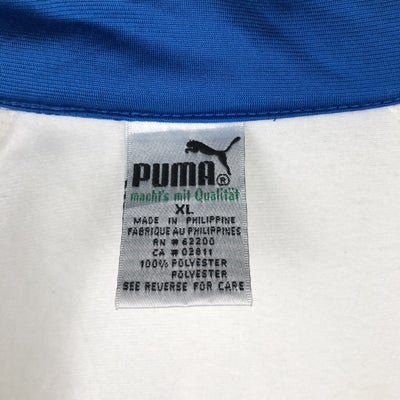 PUMA®
macht's mit Qualität
XL
MADE IN PHILIPPINE
FABRIQUE AU PHILIPPINES
RN # 62200
CA # 02811
100% POLYESTER
POLYESTER
SEE REVERSE FOR CARE